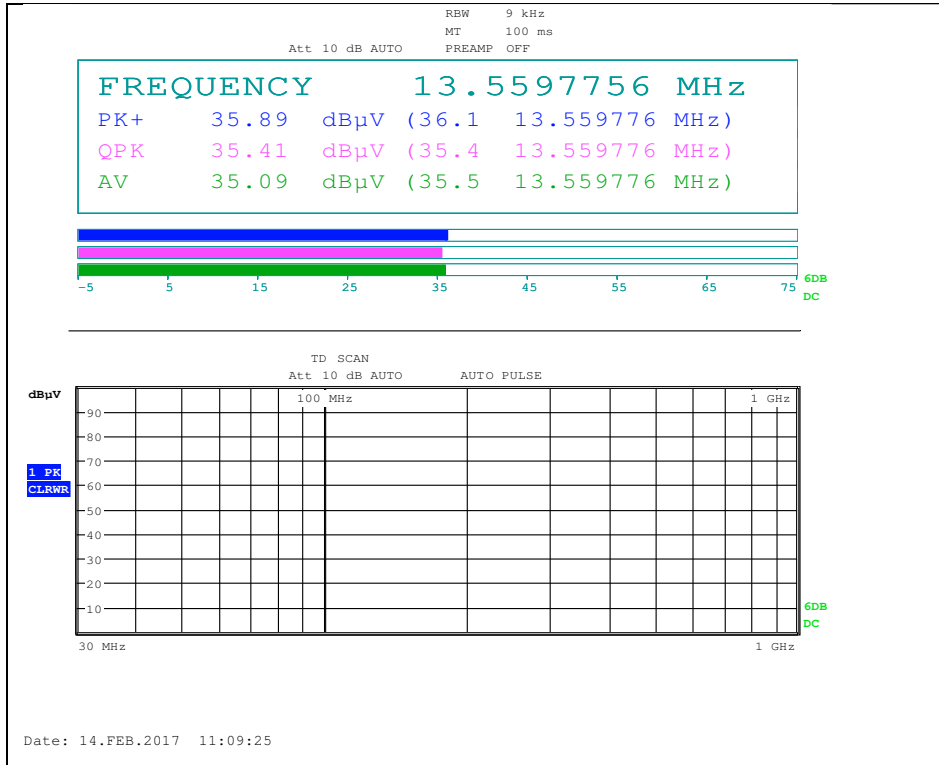 RBW 9 kHz
MT 100 ms
Att 10 dB AUTO PREAMP OFF
FREQUENCY 13.5597756 MHz
PK+ 35.89 dBµV (36.1 13.559776 MHz)
QPK 35.41 dBµV (35.4 13.559776 MHz)
AV 35.09 dBµV (35.5 13.559776 MHz)
-5 5 15 25 35 45 55 65 75
6DB
DC
TD SCAN
Att 10 dB AUTO AUTO PULSE
dBµV
100 MHz 1 GHz
90
80
70
1 PK
60
CLRWR
50
40
30
20
10
6DB
DC
30 MHz 1 GHz
Date: 14.FEB.2017 11:09:25